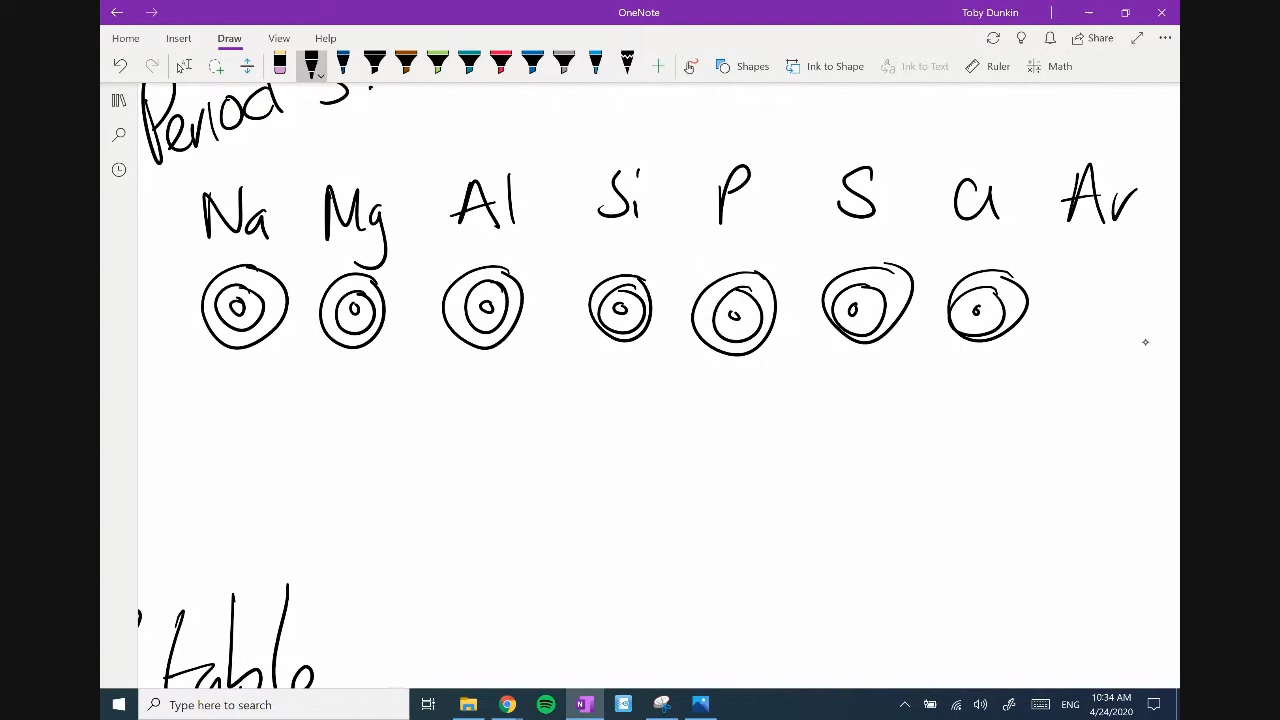 OneNote
Toby Dunkin
Home Insert Draw View Help
Share
Shapes Ink to Shape Ink to Text Ruler Math
Period 3:
Na Mg Al Si P S Cl Ar
table
Type here to search
ENG
10:34 AM
4/24/2020